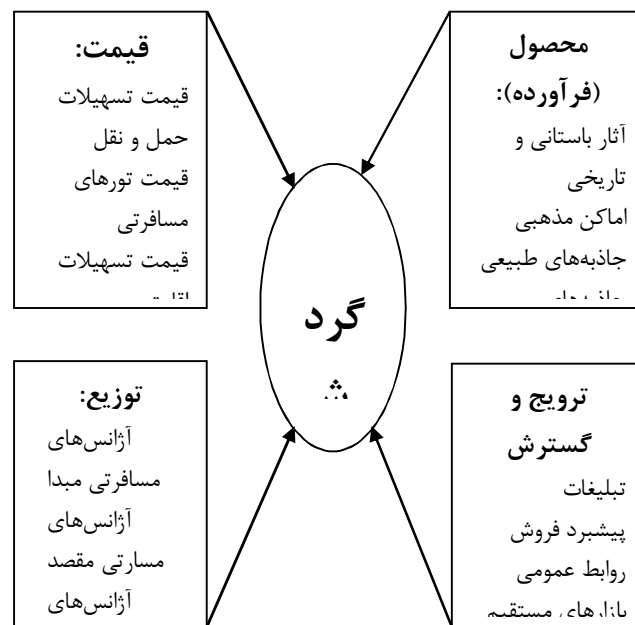 محصول
(فرآورده):
آثار باستانی و
تاریخی
اماکن مذهبی
جاذبه‌های طبیعی
قیمت:
قیمت تسهیلات
حمل و نقل
قیمت تورهای
مسافرتی
قیمت تسهیلات
گرد
ترویج و
گسترش
تبلیغات
پیشبرد فروش
روابط عمومی
بازارهای مستقیم
توزیع:
آژانس‌های
مسافرتی مبدا
آژانس‌های
مسارتی مقصد
آژانس‌های